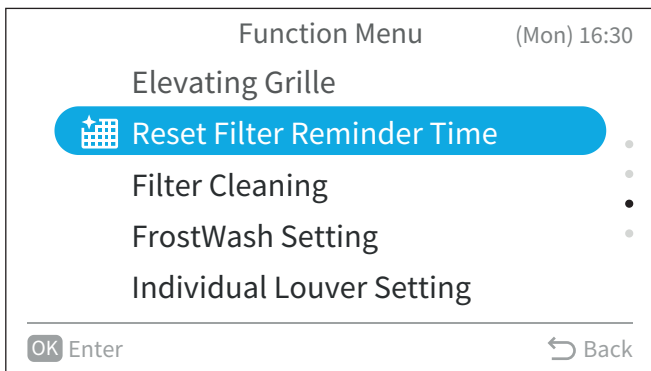 Function Menu (Mon) 16:30
Elevating Grille
Reset Filter Reminder Time
Filter Cleaning
FrostWash Setting
Individual Louver Setting
OK Enter Back